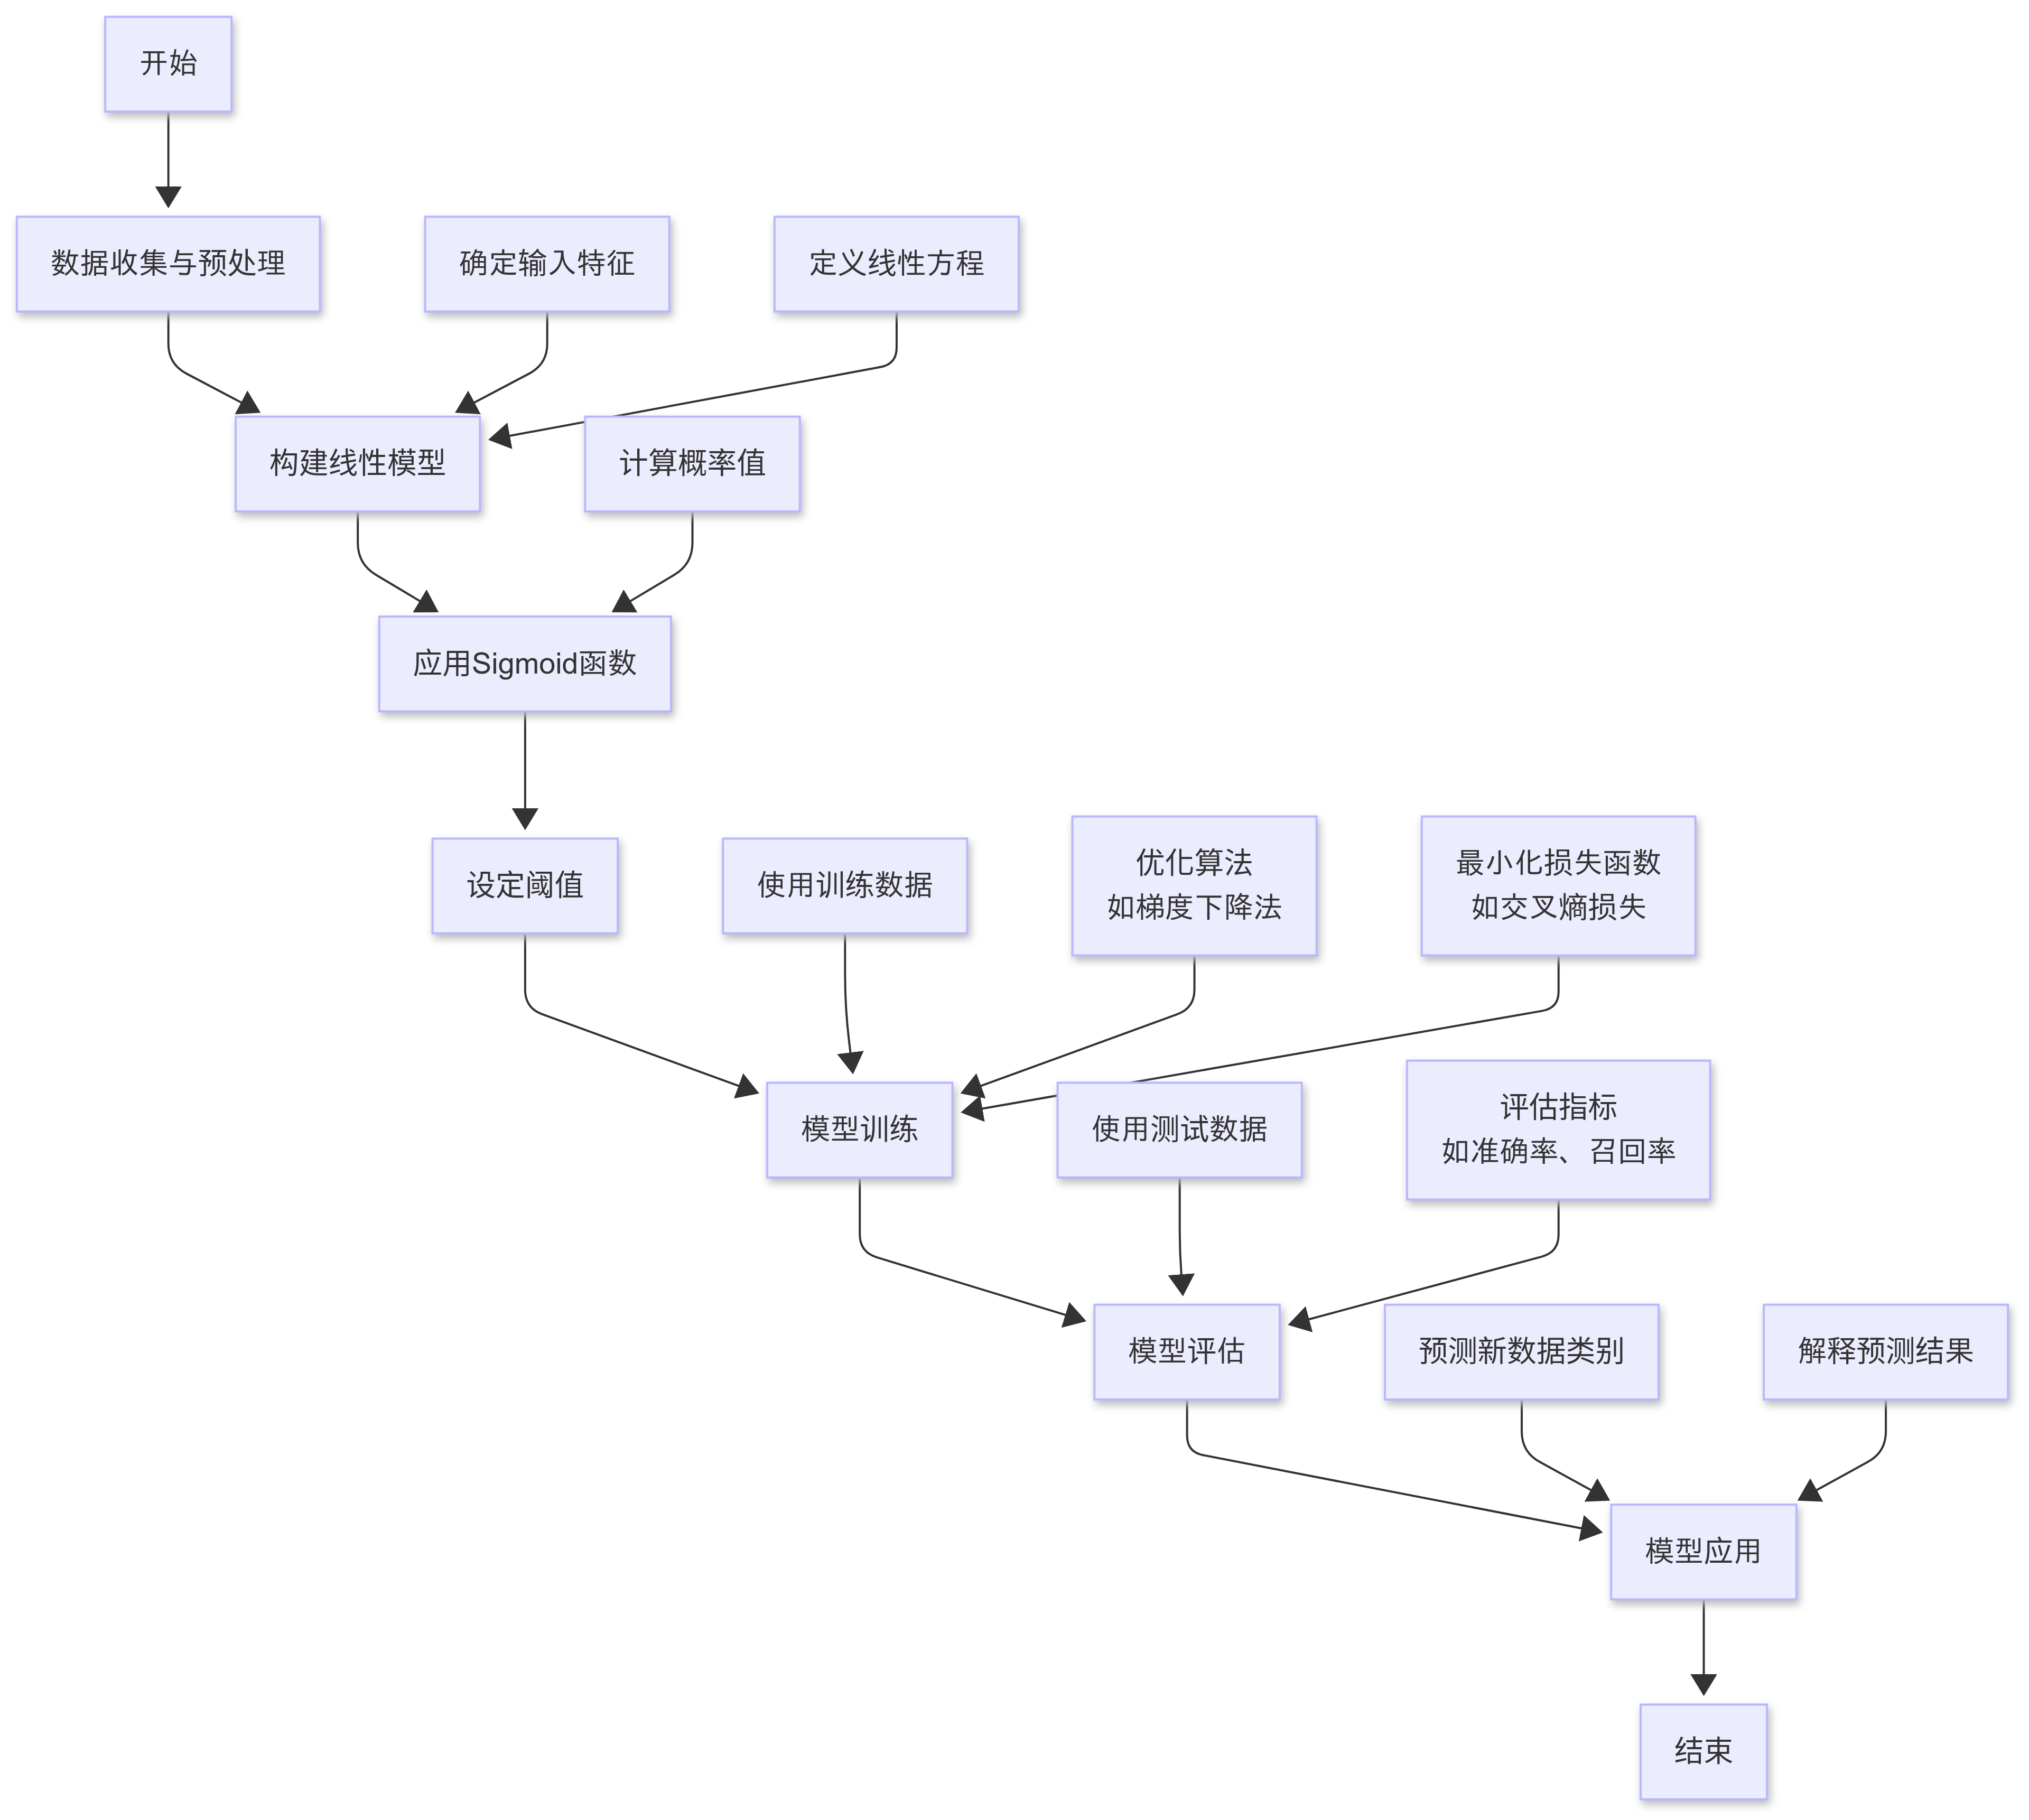 开始
数据收集与预处理
确定输入特征
定义线性方程
构建线性模型
计算概率值
应用Sigmoid函数
设定阈值
使用训练数据
优化算法
如梯度下降法
最小化损失函数
如交叉熵损失
模型训练
使用测试数据
评估指标
如准确率、召回率
模型评估
预测新数据类别
解释预测结果
模型应用
结束